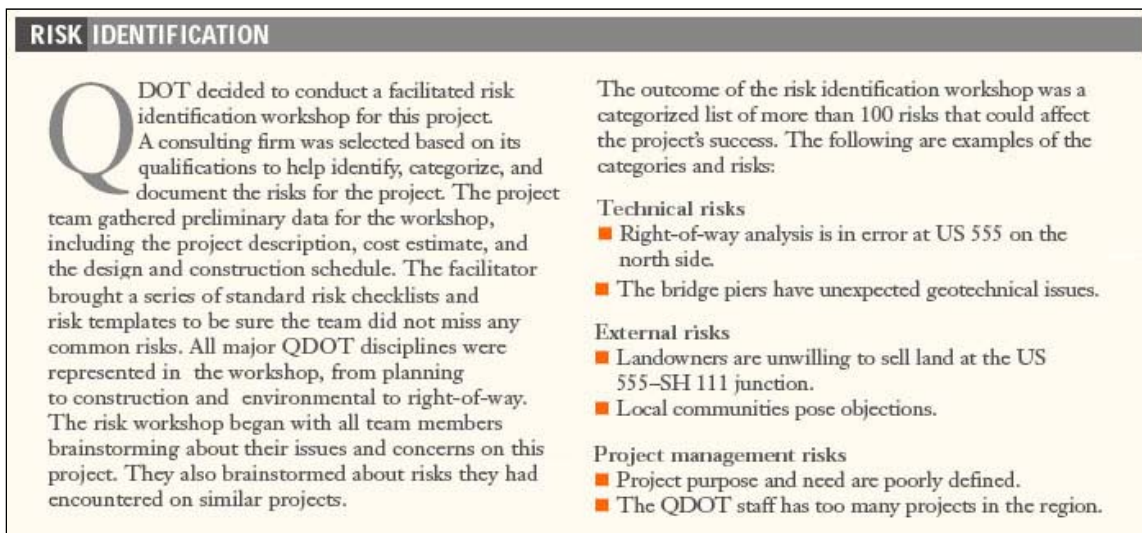 RISK IDENTIFICATION
QDOT decided to conduct a facilitated risk
identification workshop for this project.
A consulting firm was selected based on its
qualifications to help identify, categorize, and
document the risks for the project. The project
team gathered preliminary data for the workshop,
including the project description, cost estimate, and
the design and construction schedule. The facilitator
brought a series of standard risk checklists and
risk templates to be sure the team did not miss any
common risks. All major QDOT disciplines were
represented in the workshop, from planning
to construction and environmental to right-of-way.
The risk workshop began with all team members
brainstorming about their issues and concerns on this
project. They also brainstormed about risks they had
encountered on similar projects.
The outcome of the risk identification workshop was a
categorized list of more than 100 risks that could affect
the project's success. The following are examples of the
categories and risks:
Technical risks
■ Right-of-way analysis is in error at US 555 on the
north side.
■ The bridge piers have unexpected geotechnical issues.
External risks
■ Landowners are unwilling to sell land at the US
555–SH 111 junction.
■ Local communities pose objections.
Project management risks
■ Project purpose and need are poorly defined.
■ The QDOT staff has too many projects in the region.